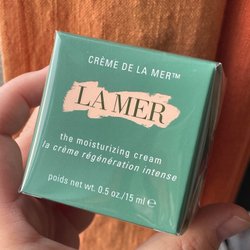 CRÈME DE LA MER™
LA MER
the moisturizing cream
la crème régénération intense
poids net wt. 0.5 oz./15 ml ℮